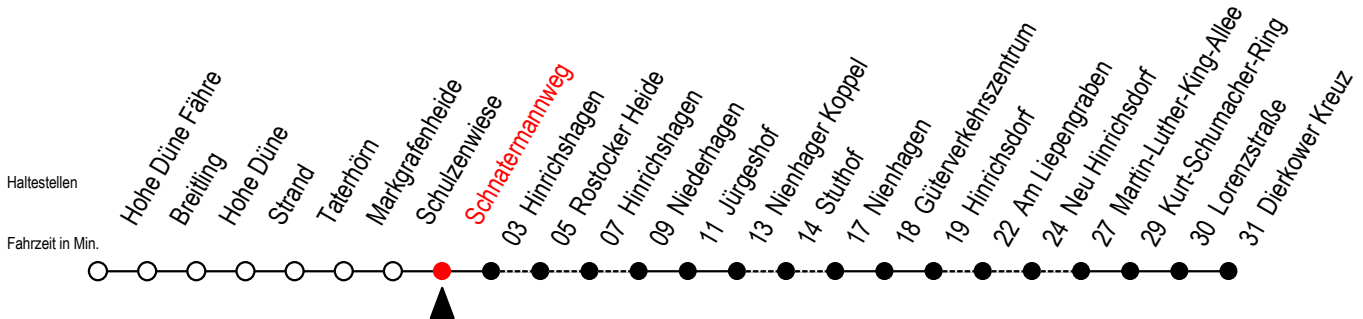 Haltestellen
Hohe Düne Fähre
Breitling
Hohe Düne
Strand
Taterhörn
Markgrafenheide
Schulzenwiese
Schnatermannweg
03 Hinrichshagen
05 Rostocker Heide
07 Hinrichshagen
09 Niederhagen
11 Jürgeshof
13 Nienhager Koppel
14 Stuthof
17 Nienhagen
18 Güterverkehrszentrum
19 Hinrichsdorf
22 Am Liepengraben
24 Neu Hinrichsdorf
27 Martin-Luther-King-Allee
29 Kurt-Schumacher-Ring
30 Lorenzstraße
31 Dierkower Kreuz
Fahrzeit in Min.